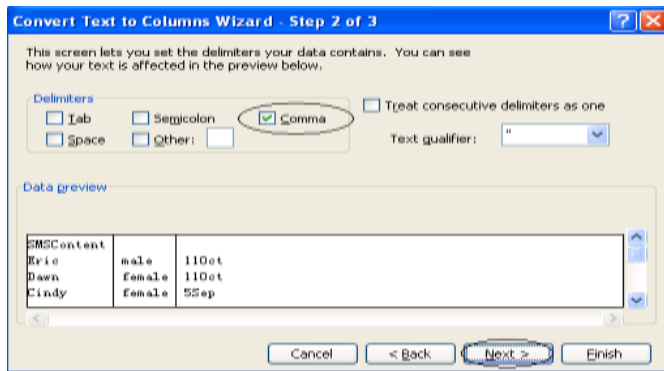 Convert Text to Columns Wizard - Step 2 of 3
This screen lets you set the delimiters your data contains. You can see
how your text is affected in the preview below.
Delimiters
Tab Semicolon Comma
Space Other:
Treat consecutive delimiters as one
Text qualifier: "
Data preview
SMSContent
Eric male 11Oct
Dawn female 11Oct
Cindy female 5Sep
Cancel < Back Next > Finish